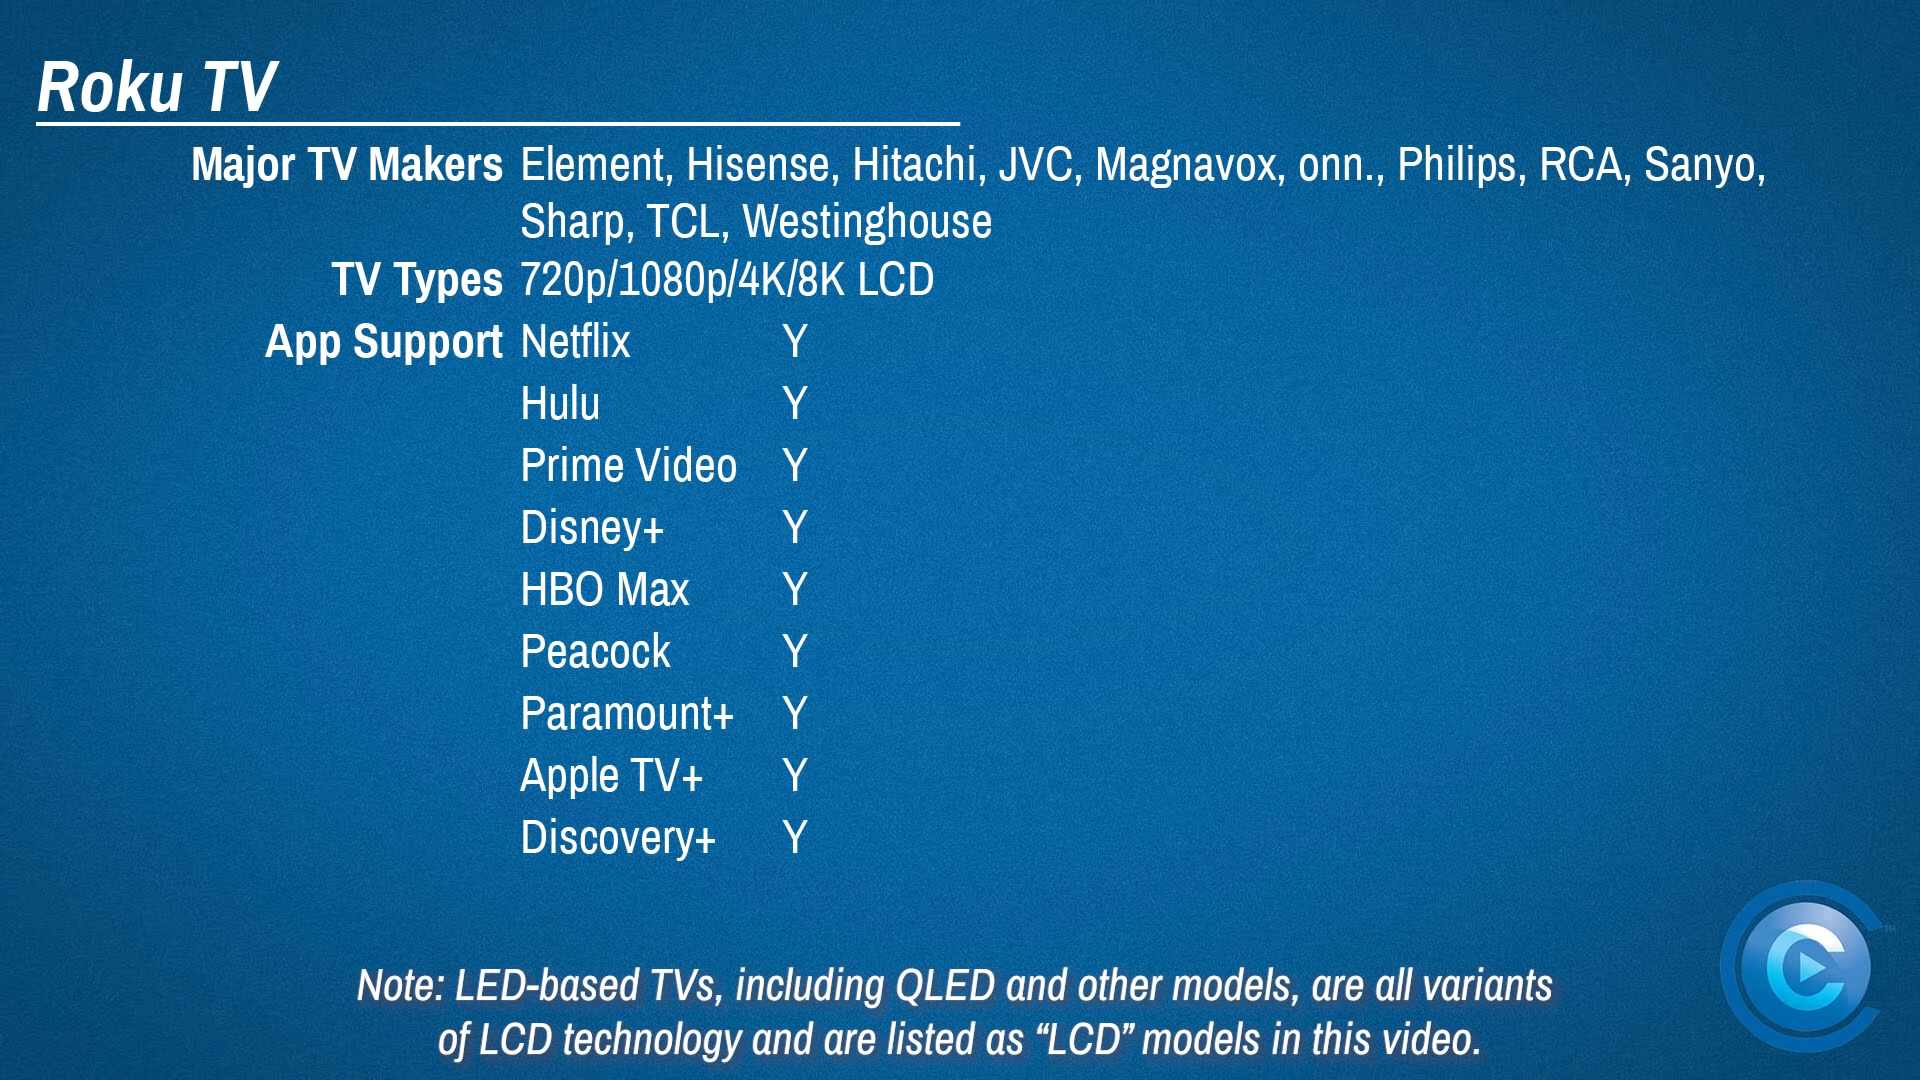 Roku TV
Major TV Makers Element, Hisense, Hitachi, JVC, Magnavox, onn., Philips, RCA, Sanyo,
Sharp, TCL, Westinghouse
TV Types 720p/1080p/4K/8K LCD
App Support Netflix Y
Hulu Y
Prime Video Y
Disney+ Y
HBO Max Y
Peacock Y
Paramount+ Y
Apple TV+ Y
Discovery+ Y
TM
Note: LED-based TVs, including QLED and other models, are all variants
of LCD technology and are listed as “LCD” models in this video.